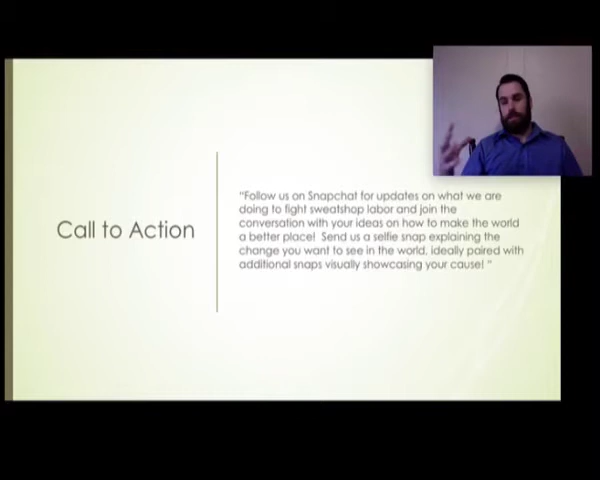 Call to Action
"Follow us on Snapchat for updates on what we are
doing to fight sweatshop labor and join the
conversation with your ideas on how to make the world
a better place!  Send us a selfie snap explaining the
change you want to see in the world, ideally paired with
additional snaps visually showcasing your cause! "